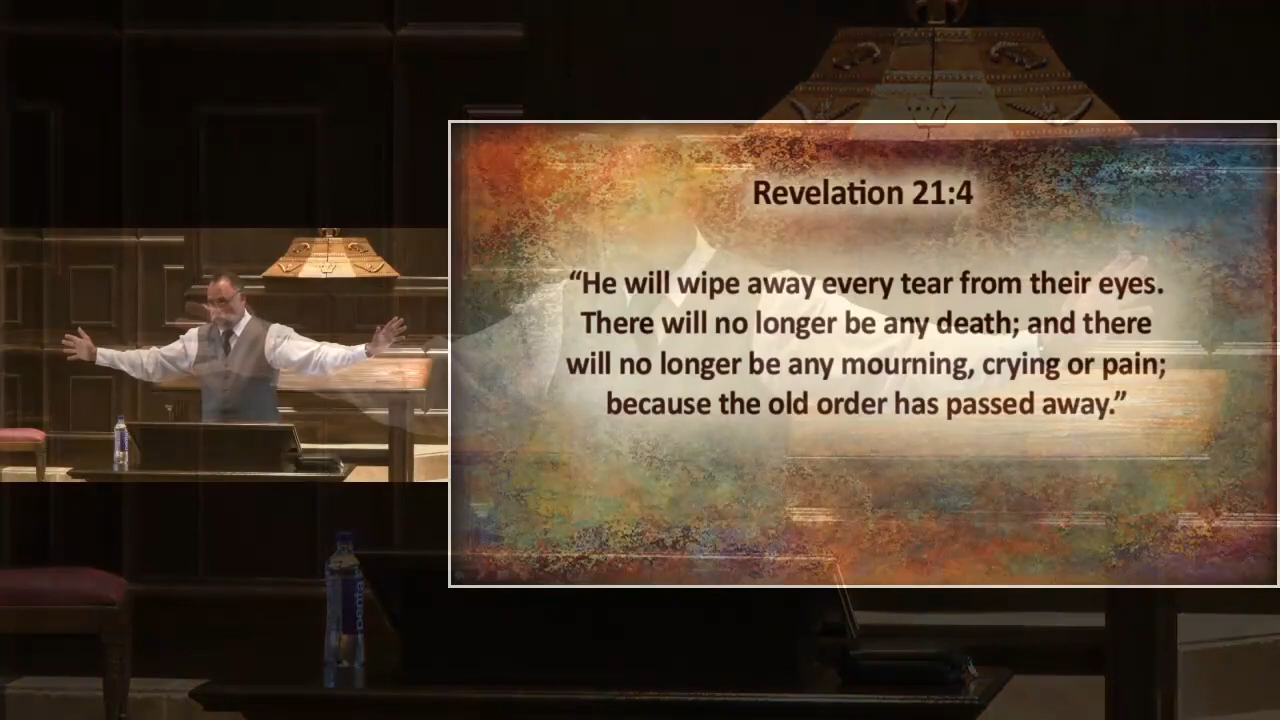 Revelation 21:4
“He will wipe away every tear from their eyes.
There will no longer be any death; and there
will no longer be any mourning, crying or pain;
because the old order has passed away.”
penta